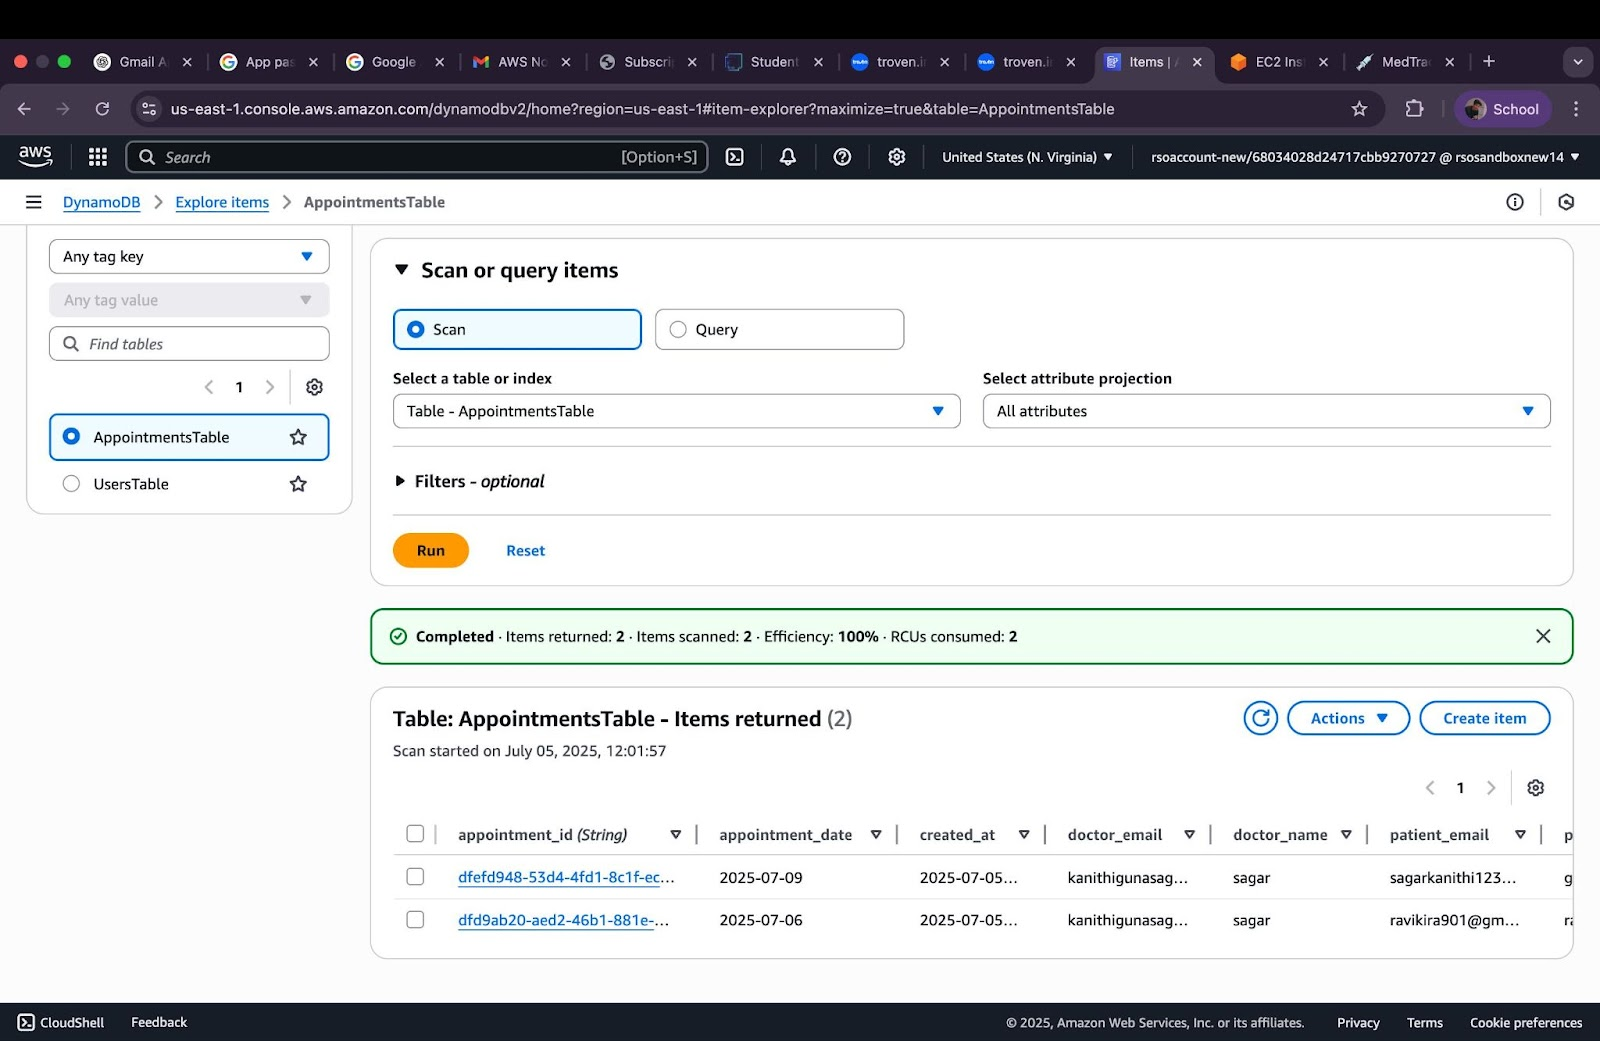 Gmail A
App pas
Google
AWS No
Subscri
Student
troven.i
troven.i
Items | A
EC2 Ins
MedTrac
us-east-1.console.aws.amazon.com/dynamodbv2/home?region=us-east-1#item-explorer?maximize=true&table=AppointmentsTable
School
aws
Search
[Option+S]
United States (N. Virginia)
rsoaccount-new/68034028d24717cbb9270727 @ rsosandboxnew14
DynamoDB
Explore items
AppointmentsTable
Any tag key
Any tag value
Find tables
1
AppointmentsTable
UsersTable
Scan or query items
Scan
Query
Select a table or index
Select attribute projection
Table - AppointmentsTable
All attributes
Filters - optional
Run
Reset
Completed · Items returned: 2 · Items scanned: 2 · Efficiency: 100% · RCUs consumed: 2
Table: AppointmentsTable - Items returned (2)
Scan started on July 05, 2025, 12:01:57
Actions
Create item
1
appointment_id (String) appointment_date created_at doctor_email doctor_name patient_email p
dfefd948-53d4-4fd1-8c1f-ec... 2025-07-09 2025-07-05... kanithigunasag... sagar sagarkanithi123... g
dfd9ab20-aed2-46b1-881e-... 2025-07-06 2025-07-05... kanithigunasag... sagar ravikira901@gm... ra
CloudShell
Feedback
© 2025, Amazon Web Services, Inc. or its affiliates.
Privacy
Terms
Cookie preferences